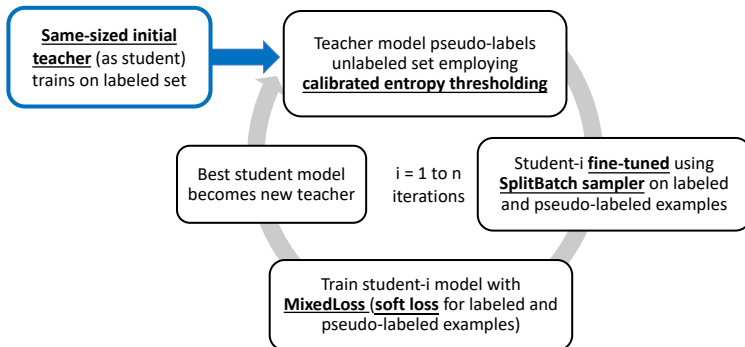 Same-sized initial
teacher (as student)
trains on labeled set
Teacher model pseudo-labels
unlabeled set employing
calibrated entropy thresholding
Student-i fine-tuned using
SplitBatch sampler on labeled
and pseudo-labeled examples
Train student-i model with
MixedLoss (soft loss for labeled and
pseudo-labeled examples)
Best student model
becomes new teacher
i = 1 to n
iterations